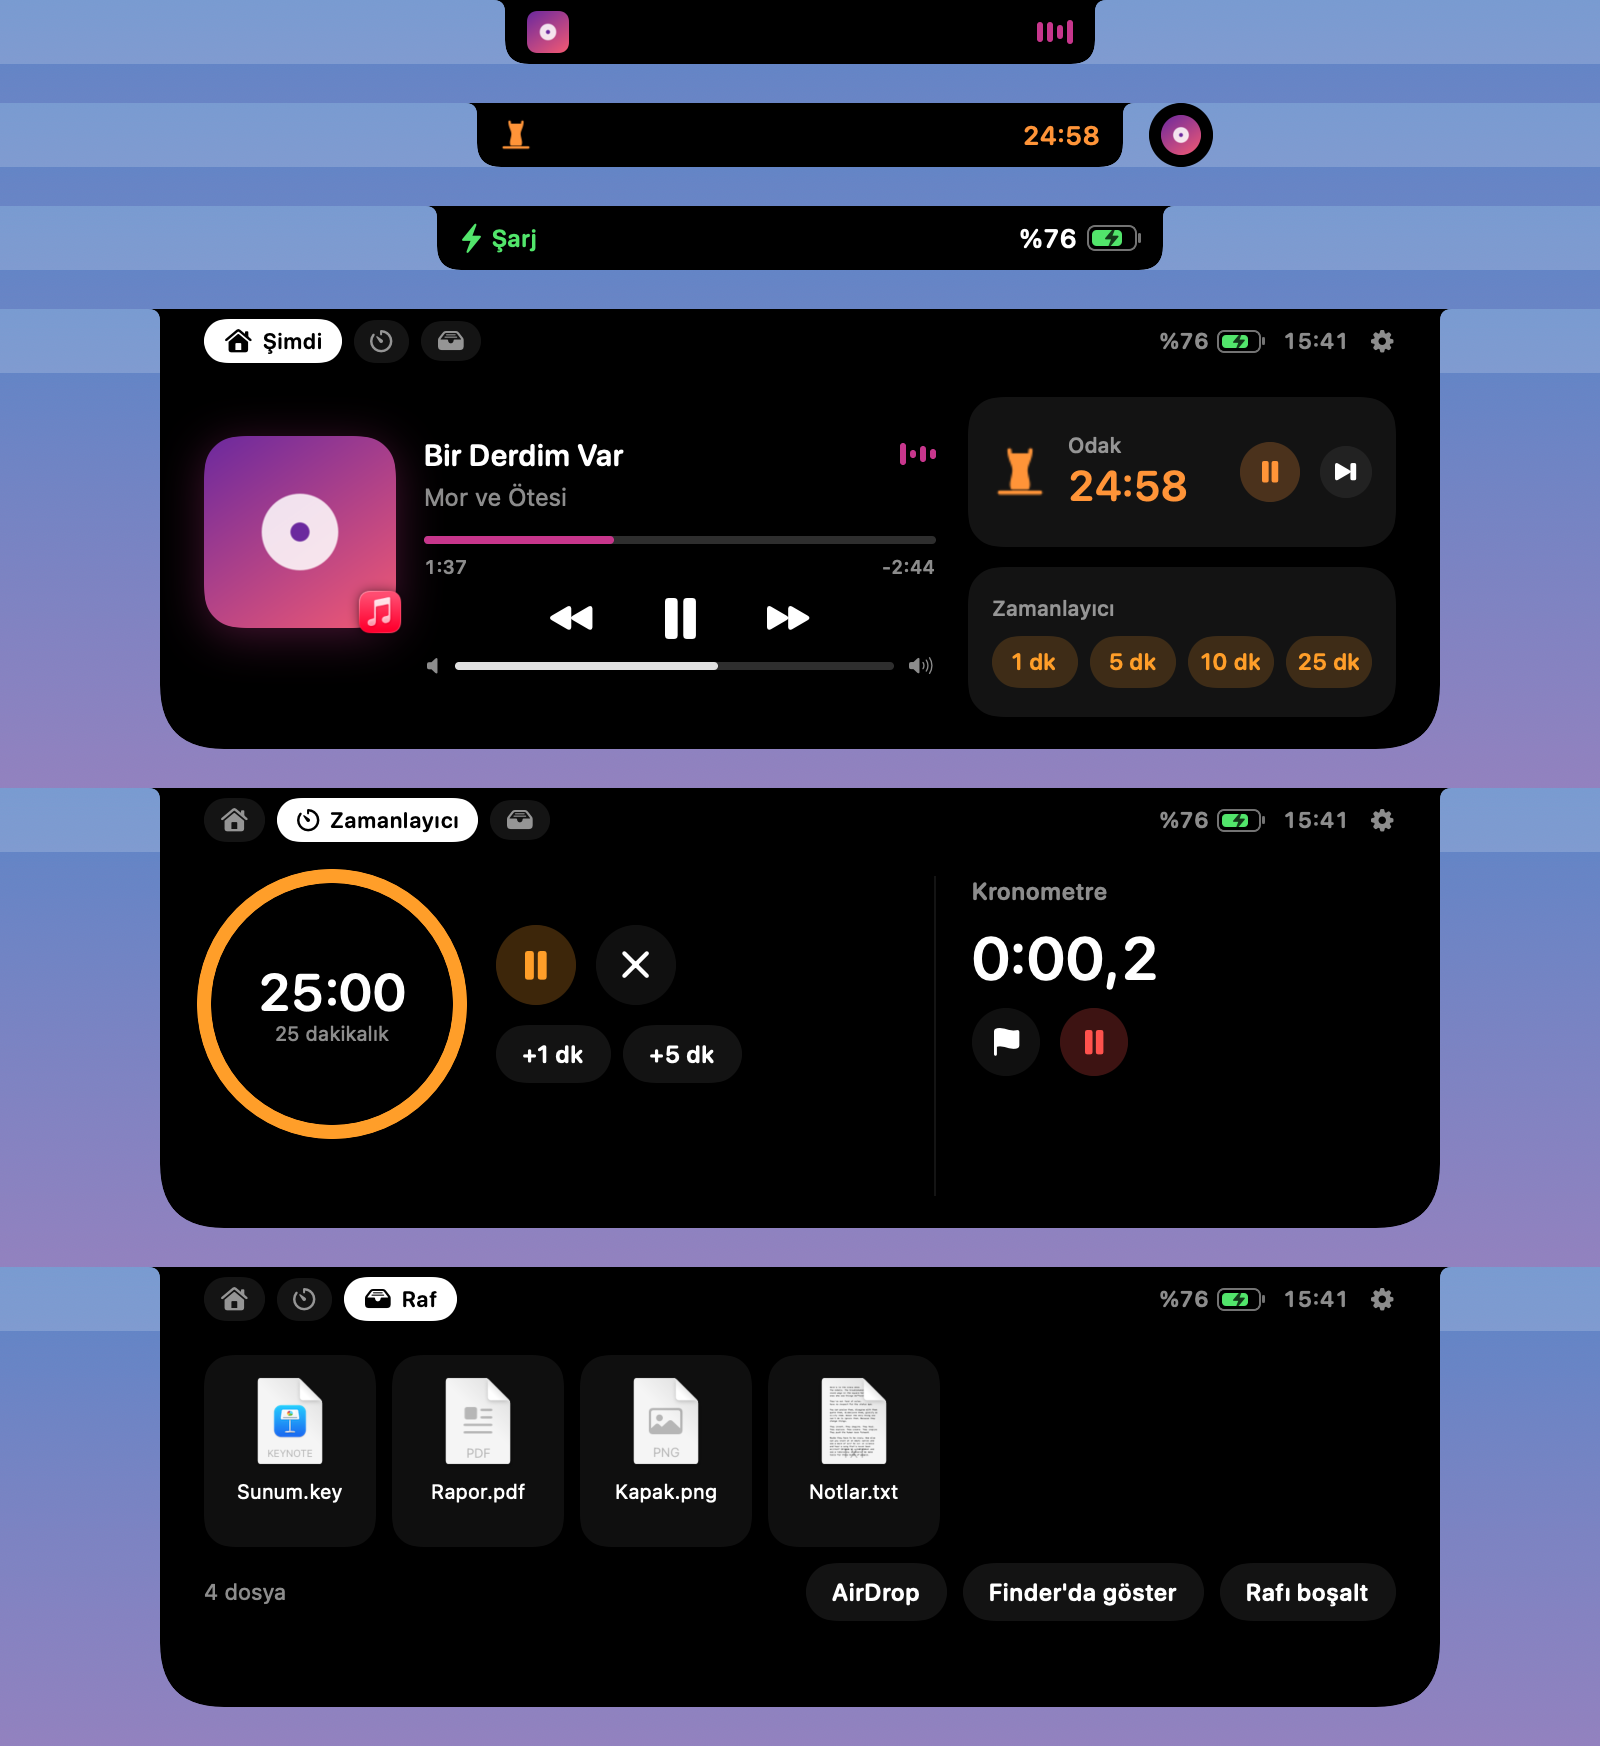 24:58
Şarj
%76
Şimdi
%76
15:41
Bir Derdim Var
Mor ve Ötesi
1:37
-2:44
Odak
24:58
Zamanlayıcı
1 dk
5 dk
10 dk
25 dk
Zamanlayıcı
%76
15:41
25:00
25 dakikalık
+1 dk
+5 dk
Kronometre
0:00,2
Raf
%76
15:41
KEYNOTE
Sunum.key
PDF
Rapor.pdf
PNG
Kapak.png
Notlar.txt
4 dosya
AirDrop
Finder'da göster
Rafı boşalt